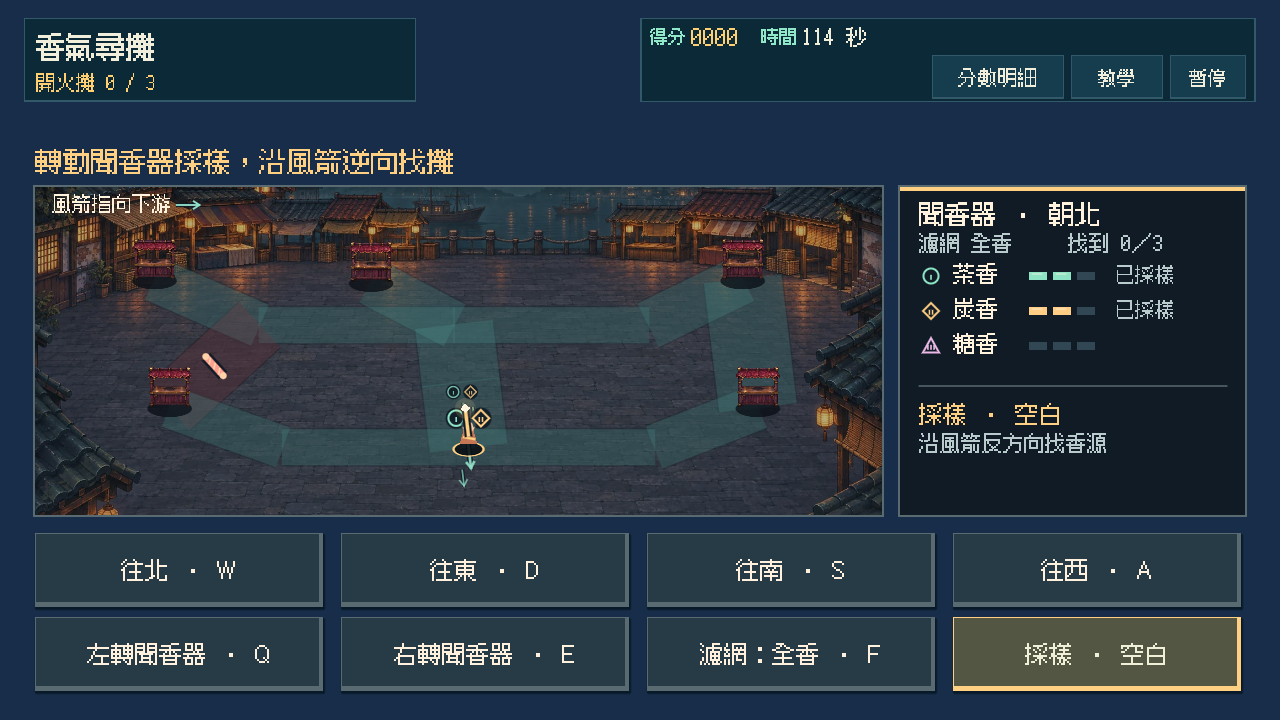 香氣尋攤
開火攤 0 / 3
得分 0000 時間 114 秒
分數明細
教學
暫停
轉動聞香器採樣，沿風箭逆向找攤
風箭指向下游→
聞香器 · 朝北
濾網 全香 找到 0/3
茶香 已採樣
炭香 已採樣
糖香
採樣 · 空白
沿風箭反方向找香源
往北 · W
往東 · D
往南 · S
往西 · A
左轉聞香器 · Q
右轉聞香器 · E
濾網：全香 · F
採樣 · 空白